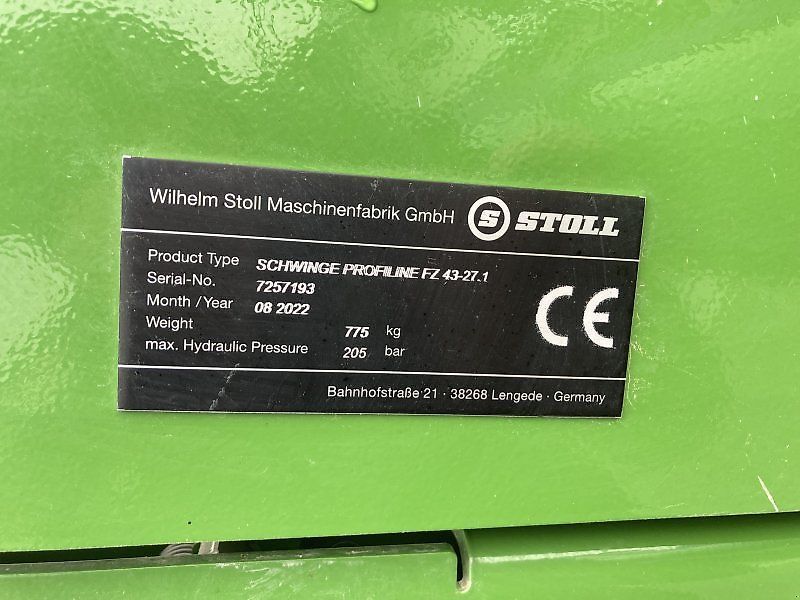 Wilhelm Stoll Maschinenfabrik GmbH S STOLL
Product Type SCHWINGE PROFILINE FZ 43-27.1
Serial-No. 7257193
Month / Year 08 2022
Weight 775 kg
max. Hydraulic Pressure 205 bar
CE
Bahnhofstraße 21 · 38268 Lengede · Germany